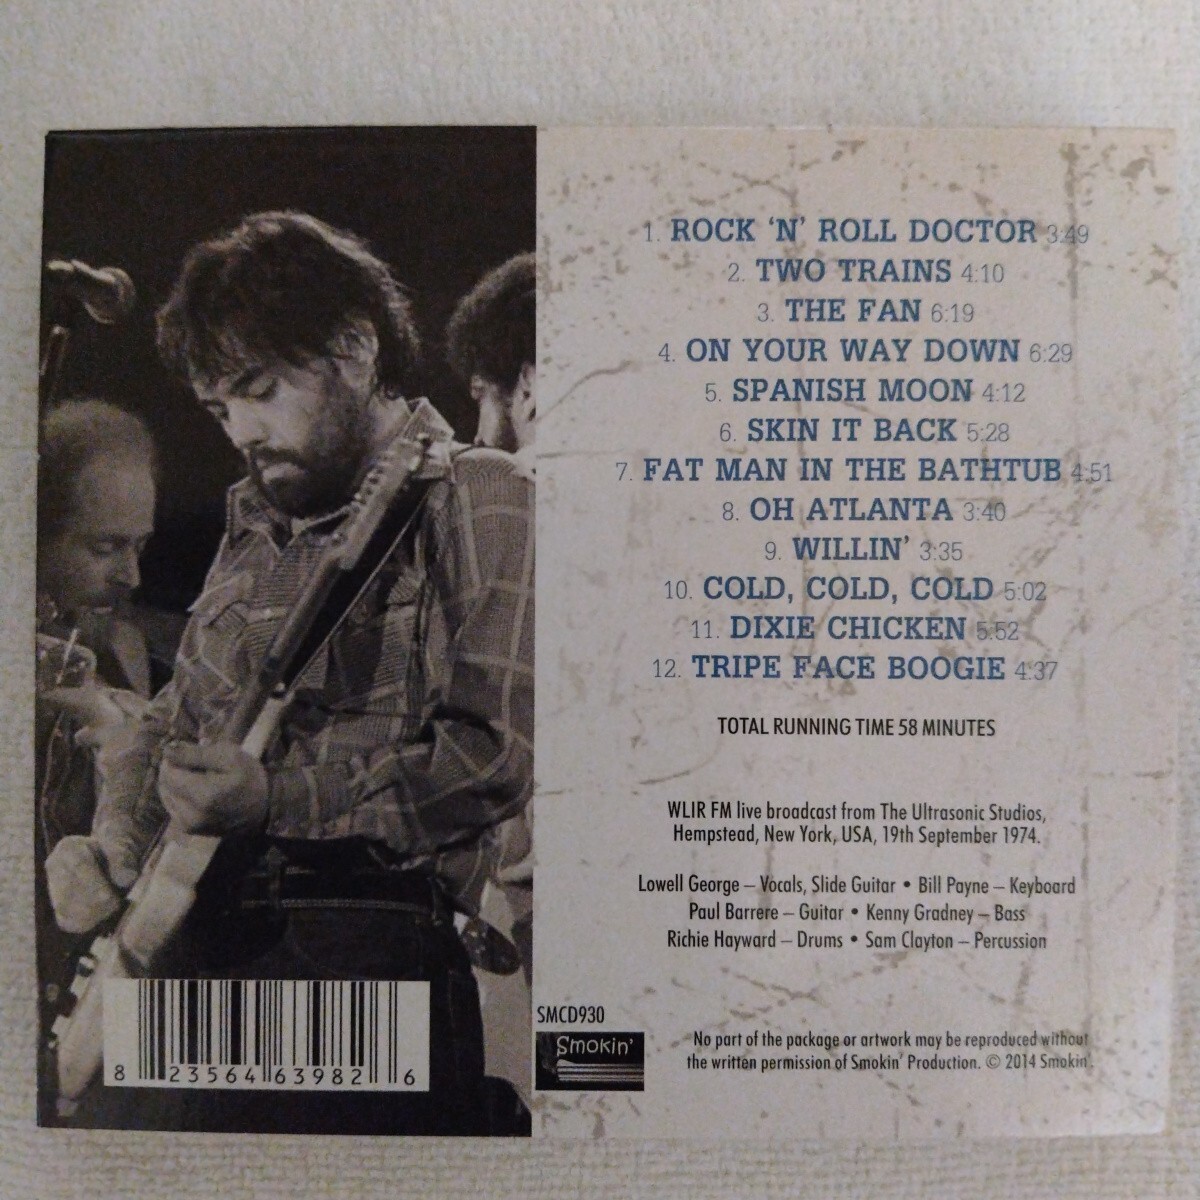 1. ROCK ‘N’ ROLL DOCTOR 3:49
2. TWO TRAINS 4:10
3. THE FAN 6:19
4. ON YOUR WAY DOWN 6:29
5. SPANISH MOON 4:12
6. SKIN IT BACK 5:28
7. FAT MAN IN THE BATHTUB 4:51
8. OH ATLANTA 3:40
9. WILLIN’ 3:35
10. COLD, COLD, COLD 5:02
11. DIXIE CHICKEN 5:52
12. TRIPE FACE BOOGIE 4:37
TOTAL RUNNING TIME 58 MINUTES
WLIR FM live broadcast from The Ultrasonic Studios,
Hempstead, New York, USA, 19th September 1974.
Lowell George – Vocals, Slide Guitar • Bill Payne – Keyboard
Paul Barrere – Guitar • Kenny Gradney – Bass
Richie Hayward – Drums • Sam Clayton – Percussion
SMCD930
Smokin’
No part of the package or artwork may be reproduced without
the written permission of Smokin’ Production. © 2014 Smokin’.
8 23564 63982 6